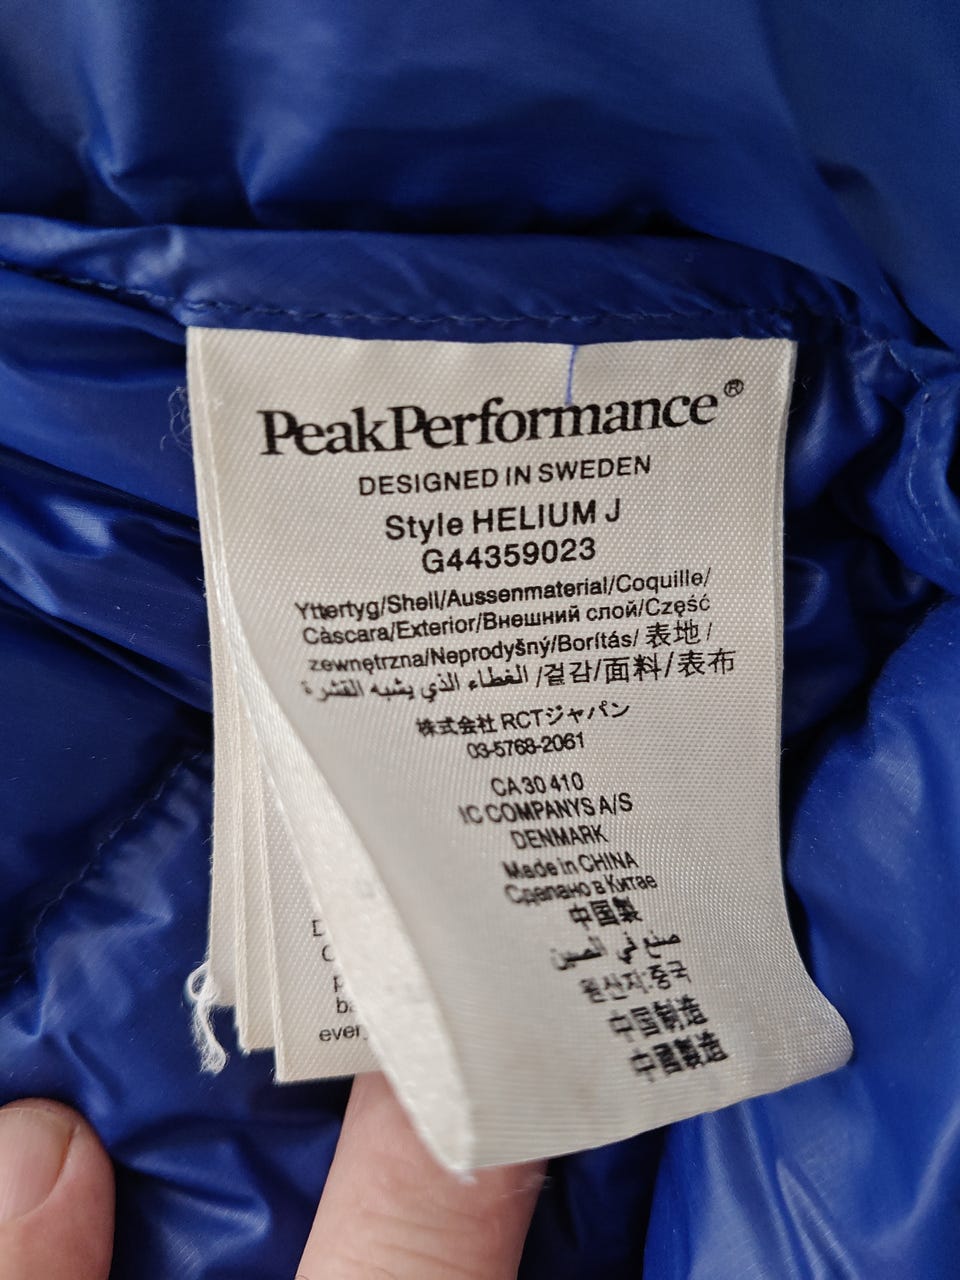 PeakPerformance®
DESIGNED IN SWEDEN
Style HELIUM J
G44359023
Yttertyg/Shell/Aussenmaterial/Coquille/
Càscara/Exterior/Внешний слой/Część
zewnętrzna/Neprodyšný/Borítás/ 表地/
الغطاء الذي يشبه القشرة /겉감/面料/表布
株式会社 RCTジャパン
03-5768-2061
CA 30 410
IC COMPANYS A/S
DENMARK
Made in CHINA
Сделано в Китае
中国製
صنع في الصين
원산지:중국
中国制造
中國製造
ever